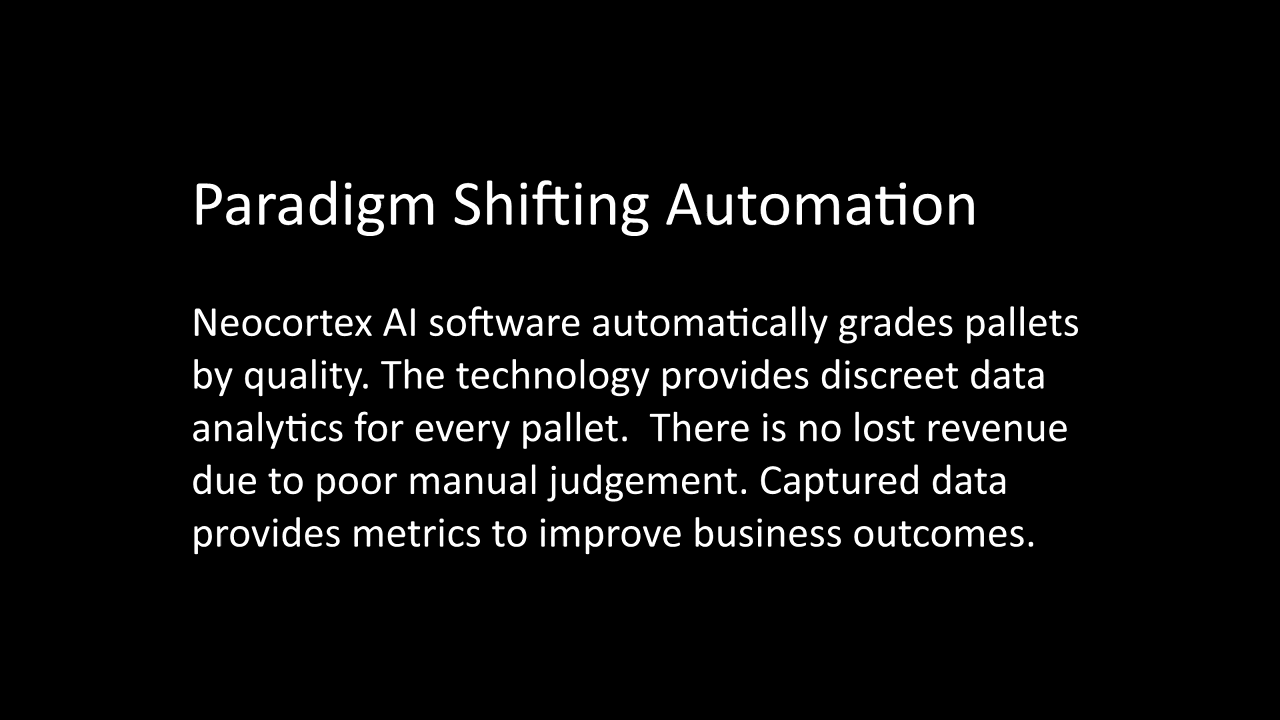 Paradigm Shifting Automation
Neocortex AI software automatically grades pallets
by quality. The technology provides discreet data
analytics for every pallet.  There is no lost revenue
due to poor manual judgement. Captured data
provides metrics to improve business outcomes.